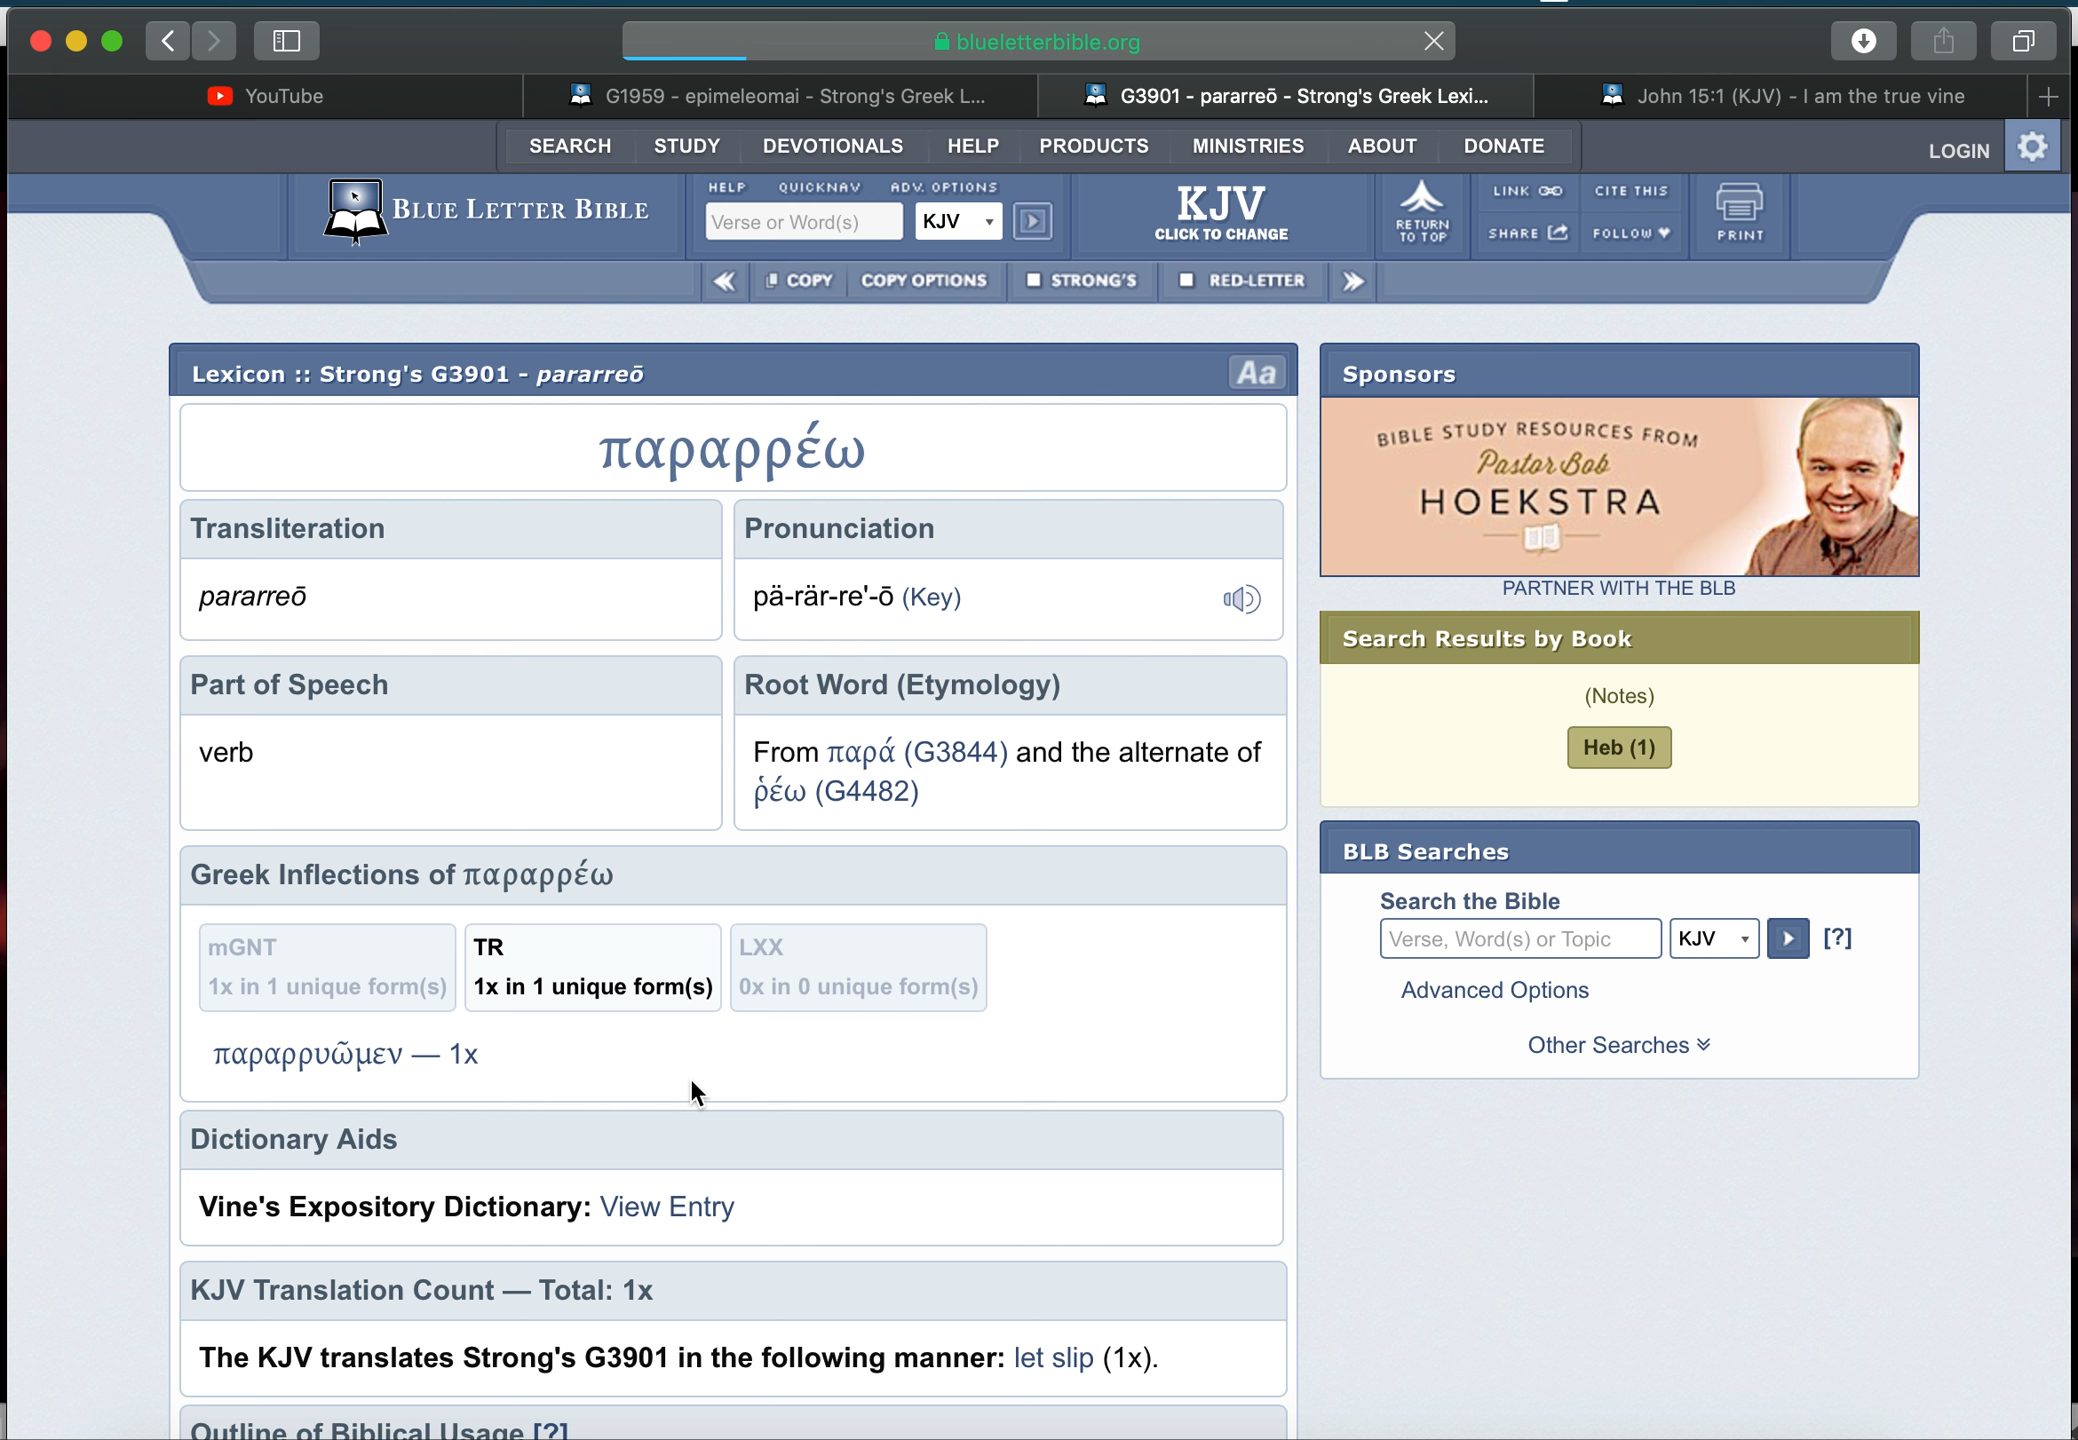 blueletterbible.org
YouTube
G1959 - epimeleomai - Strong's Greek L...
G3901 - pararreō - Strong's Greek Lexi...
John 15:1 (KJV) - I am the true vine
SEARCH STUDY DEVOTIONALS HELP PRODUCTS MINISTRIES ABOUT DONATE
LOGIN
BLUE LETTER BIBLE
HELP QUICKNAV ADV. OPTIONS
Verse or Word(s) KJV
KJV
CLICK TO CHANGE
RETURN
TO TOP
LINK CITE THIS
SHARE FOLLOW
PRINT
COPY COPY OPTIONS STRONG'S RED-LETTER
Lexicon :: Strong's G3901 - pararreō
Aa
παραρρέω
Transliteration
pararreō
Pronunciation
pä-rär-re'-ō (Key)
Part of Speech
verb
Root Word (Etymology)
From παρά (G3844) and the alternate of
ῥέω (G4482)
Greek Inflections of παραρρέω
mGNT
1x in 1 unique form(s)
TR
1x in 1 unique form(s)
LXX
0x in 0 unique form(s)
παραρρυῶμεν — 1x
Dictionary Aids
Vine's Expository Dictionary: View Entry
KJV Translation Count — Total: 1x
The KJV translates Strong's G3901 in the following manner: let slip (1x).
Outline of Biblical Usage [?]
Sponsors
BIBLE STUDY RESOURCES FROM
Pastor Bob
HOEKSTRA
PARTNER WITH THE BLB
Search Results by Book
(Notes)
Heb (1)
BLB Searches
Search the Bible
Verse, Word(s) or Topic KJV [?]
Advanced Options
Other Searches